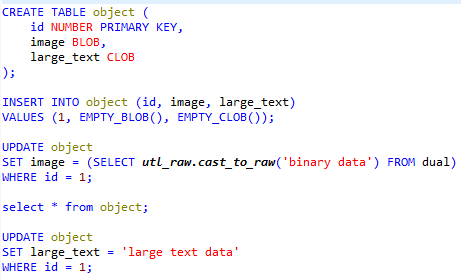 CREATE TABLE object (
    id NUMBER PRIMARY KEY,
    image BLOB,
    large_text CLOB
);
INSERT INTO object (id, image, large_text)
VALUES (1, EMPTY_BLOB(), EMPTY_CLOB());
UPDATE object
SET image = (SELECT utl_raw.cast_to_raw('binary data') FROM dual)
WHERE id = 1;
select * from object;
UPDATE object
SET large_text = 'large text data'
WHERE id = 1;